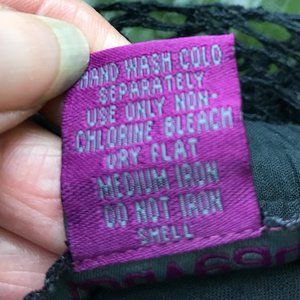 HAND WASH COLD
SEPARATELY
USE ONLY NON-
CHLORINE BLEACH
DRY FLAT
MEDIUM IRON
DO NOT IRON
SHELL